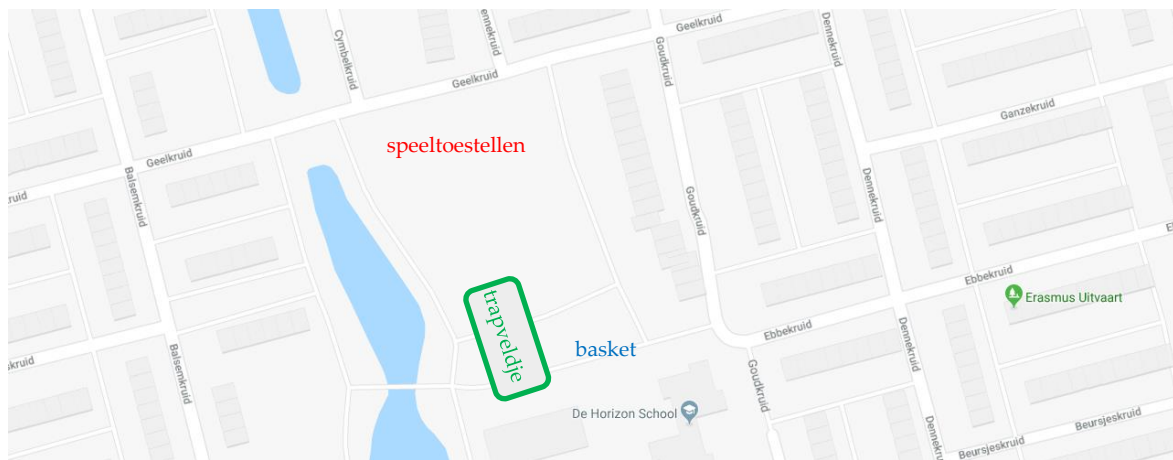 Geelkruid
Dennekruid
Cymbelkruid
Goudkruid
Geelkruid
Ganzekruid
speeltoestellen
Geelkruid
Balsemkruid
Dennekruid
Goudkruid
Ebbekruid
Erasmus Uitvaart
trapveldje
Ebbekruid
basket
Dennekruid
Balsemkruid
Goudkruid
De Horizon School
Dennekruid
Beursjeskruid
Beursjeskruid